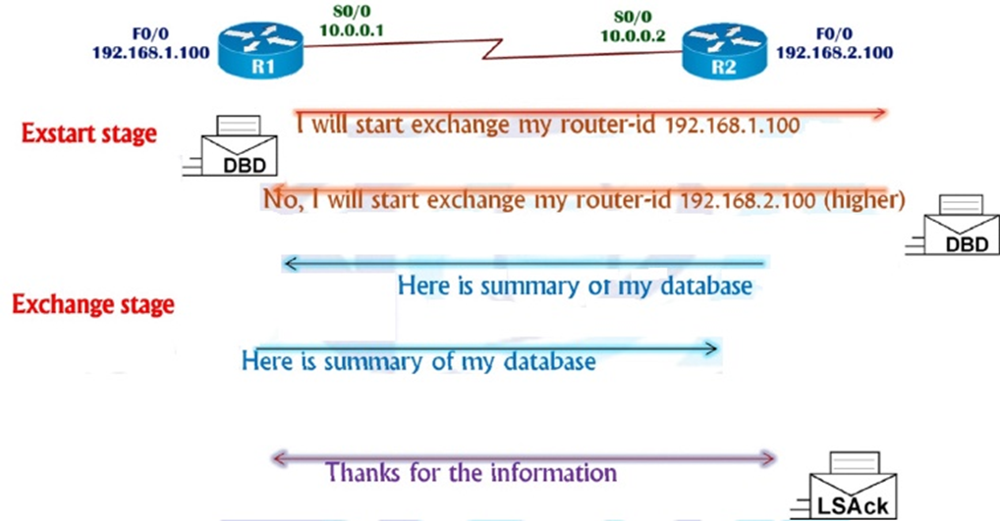 S0/0
10.0.0.1
S0/0
10.0.0.2
F0/0
192.168.1.100
F0/0
192.168.2.100
R1
R2
Exstart stage
I will start exchange my router-id 192.168.1.100
DBD
No, I will start exchange my router-id 192.168.2.100 (higher)
DBD
Here is summary of my database
Exchange stage
Here is summary of my database
Thanks for the information
LSAck